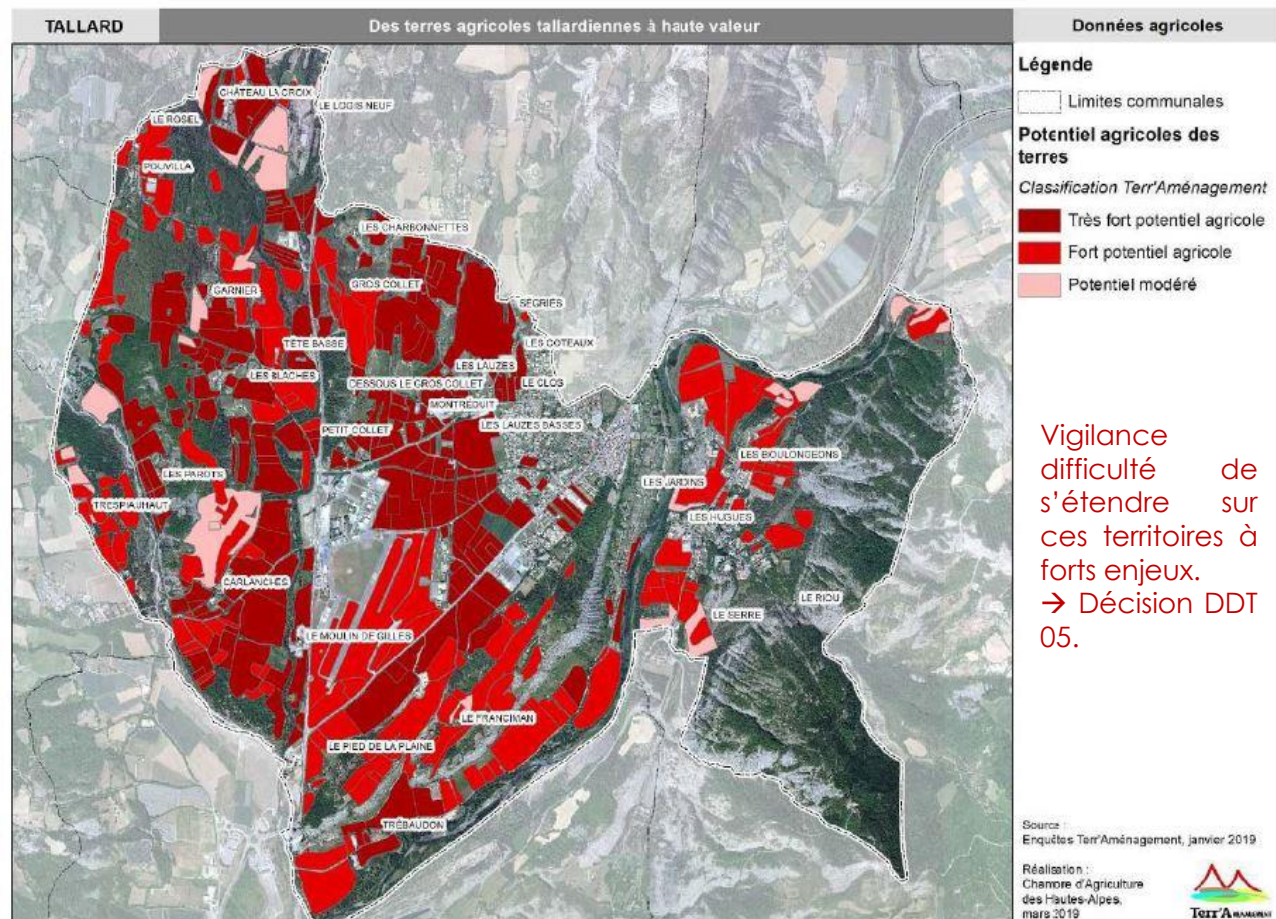 TALLARD
Des terres agricoles tallardiennes à haute valeur
Données agricoles
Légende
Limites communales
Potentiel agricoles des
terres
Classification Terr'Aménagement
Très fort potentiel agricole
Fort potentiel agricole
Potentiel modéré
CHÂTEAU LA CROIX
LE LOGIS NEUF
LE ROSEL
POUVILLA
LES CHARBONNETTES
GARNIER
GROS COLLET
SÉGRIÉS
TÊTE BASSE
LES COTEAUX
LES LAUZES
LES BLACHES
DESSOUS LE GROS COLLET
LE CLOS
MONTRÉDUIT
PETIT COLLET
LES LAUZES BASSES
LES BOULONGEONS
LES PAROTS
LES JARDINS
TRESPIAUHAUT
LES HUGUES
CARLANCHES
LE RIOU
LE SERRE
LE MOULIN DE GILLES
LE FRANCIMAN
LE PIED DE LA PLAINE
TRÉBAUDON
Vigilance
difficulté de
s'étendre sur
ces territoires à
forts enjeux.
→ Décision DDT
05.
Source :
Enquêtes Terr'Aménagement, janvier 2019
Réalisation :
Chambre d'Agriculture
des Hautes-Alpes,
mars 2019
Terr'Aménagement